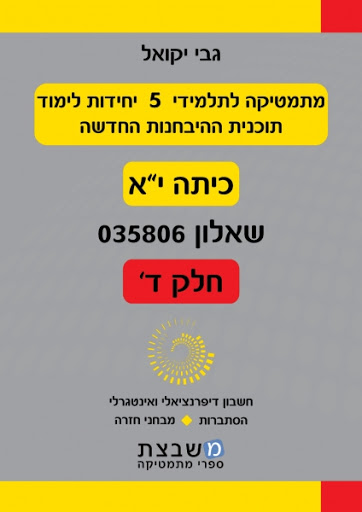 גבי יקואל
מתמטיקה לתלמידי 5 יחידות לימוד
תוכנית ההיבחנות החדשה
כיתה י״א
שאלון 035806
חלק ד׳
חשבון דיפרנציאלי ואינטגרלי
הסתברות ◆ מבחני חזרה
משבצת
ספרי מתמטיקה